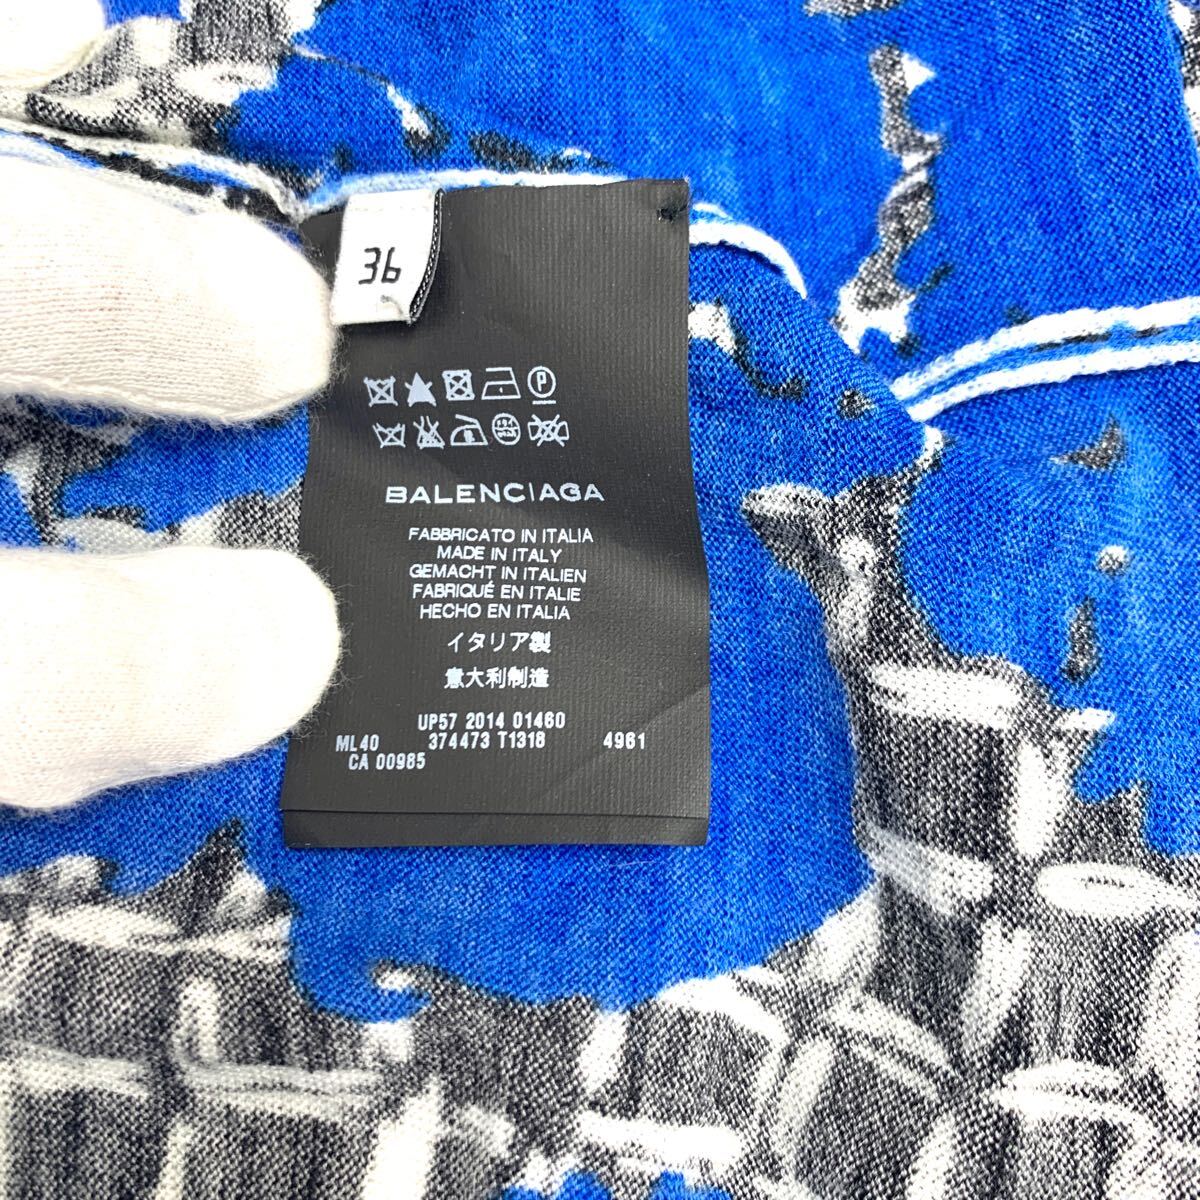 36
BALENCIAGA
FABBRICATO IN ITALIA
MADE IN ITALY
GEMACHT IN ITALIEN
FABRIQUÉ EN ITALIE
HECHO EN ITALIA
イタリア製
意大利制造
UP57 2014 01460
ML40 374473 T1318 4961
CA 00985